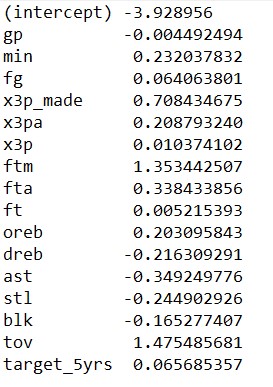 (intercept) -3.928956
gp -0.004492494
min 0.232037832
fg 0.064063801
x3p_made 0.708434675
x3pa 0.208793240
x3p 0.010374102
ftm 1.353442507
fta 0.338433856
ft 0.005215393
oreb 0.203095843
dreb -0.216309291
ast -0.349249776
stl -0.244902926
blk -0.165277407
tov 1.475485681
target_5yrs 0.065685357